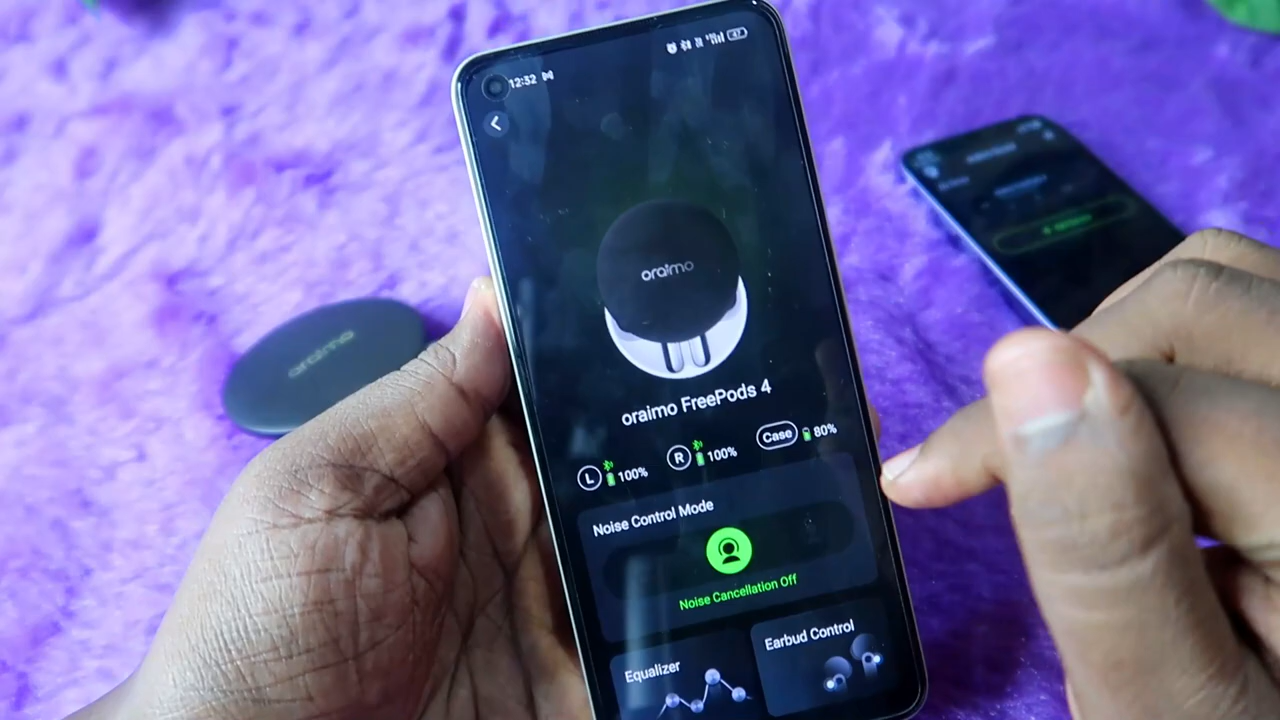 12:32
47
oraimo
oraimo
oraimo FreePods 4
L 100% R 100% Case 80%
Noise Control Mode
Noise Cancellation Off
Equalizer
Earbud Control